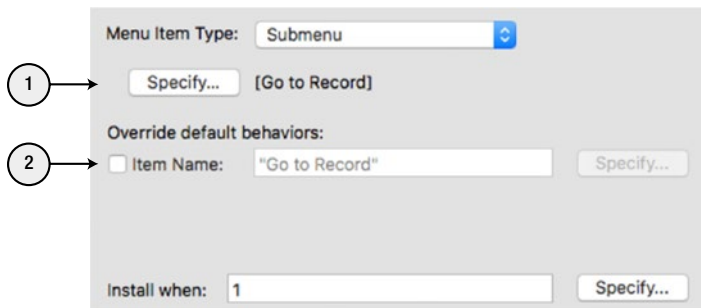 Menu Item Type: Submenu
1 Specify... [Go to Record]
Override default behaviors:
2 Item Name: "Go to Record" Specify...
Install when: 1 Specify...